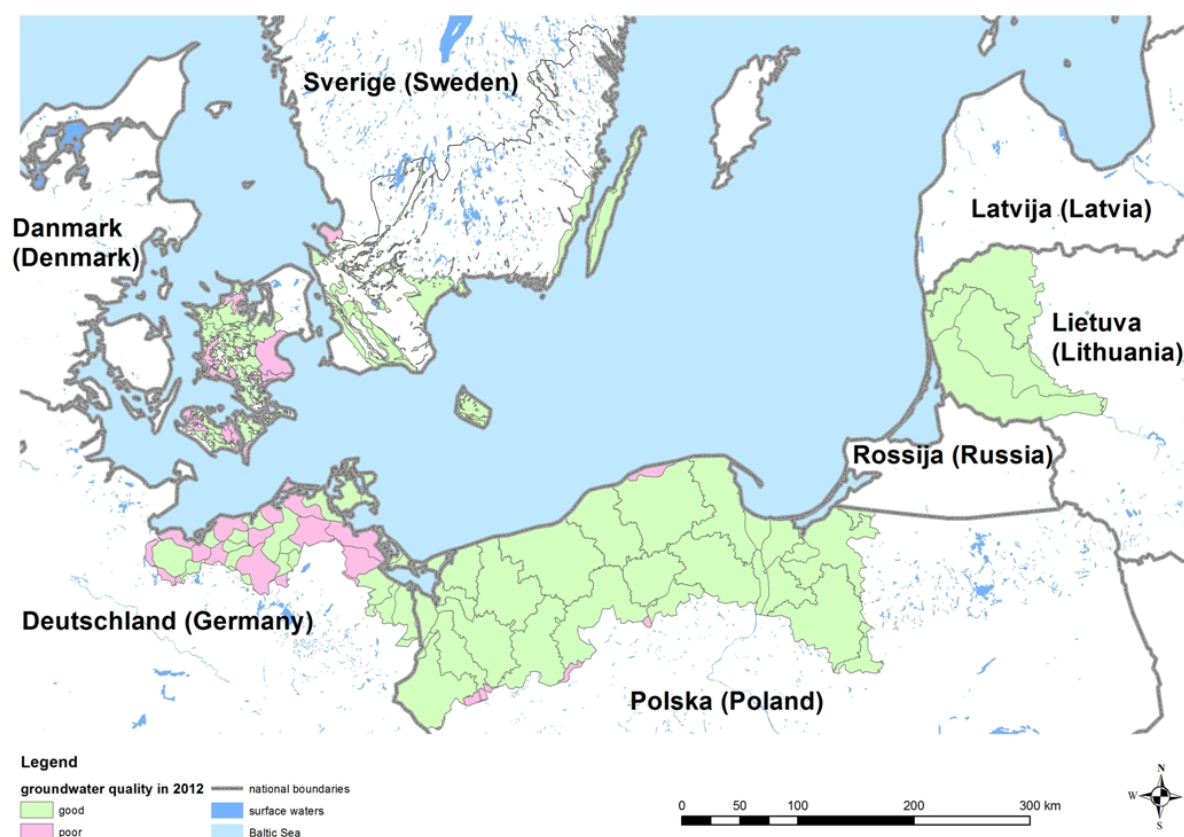 Sverige (Sweden)
Danmark
(Denmark)
Latvija (Latvia)
Lietuva
(Lithuania)
Rossija (Russia)
Deutschland (Germany)
Polska (Poland)
Legend
groundwater quality in 2012
good
poor
national boundaries
surface waters
Baltic Sea
0 50 100 200 300 km
N
W
S